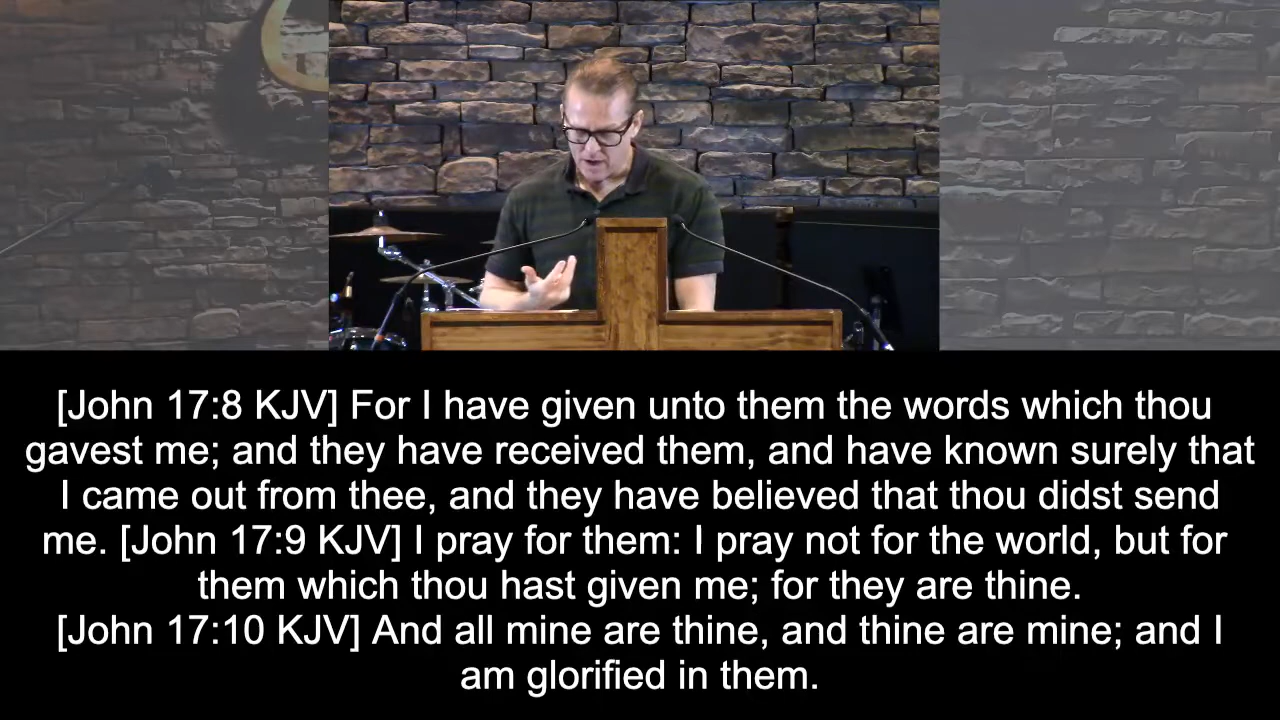 [John 17:8 KJV] For I have given unto them the words which thou
gavest me; and they have received them, and have known surely that
I came out from thee, and they have believed that thou didst send
me. [John 17:9 KJV] I pray for them: I pray not for the world, but for
them which thou hast given me; for they are thine.
[John 17:10 KJV] And all mine are thine, and thine are mine; and I
am glorified in them.